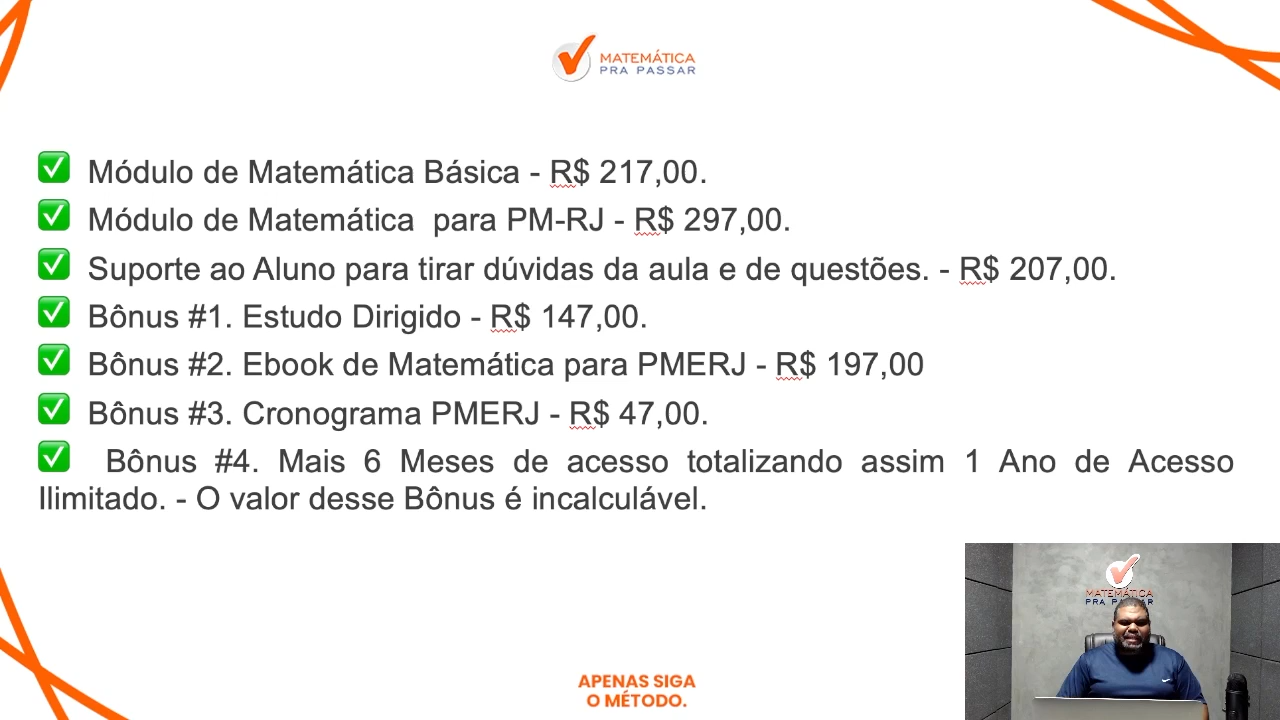 MATEMÁTICA
PRA PASSAR
✅ Módulo de Matemática Básica - R$ 217,00.
✅ Módulo de Matemática  para PM-RJ - R$ 297,00.
✅ Suporte ao Aluno para tirar dúvidas da aula e de questões. - R$ 207,00.
✅ Bônus #1. Estudo Dirigido - R$ 147,00.
✅ Bônus #2. Ebook de Matemática para PMERJ - R$ 197,00
✅ Bônus #3. Cronograma PMERJ - R$ 47,00.
✅ Bônus #4. Mais 6 Meses de acesso totalizando assim 1 Ano de Acesso
Ilimitado. - O valor desse Bônus é incalculável.
MATEMÁTICA
PRA PASSAR
APENAS SIGA
O MÉTODO.